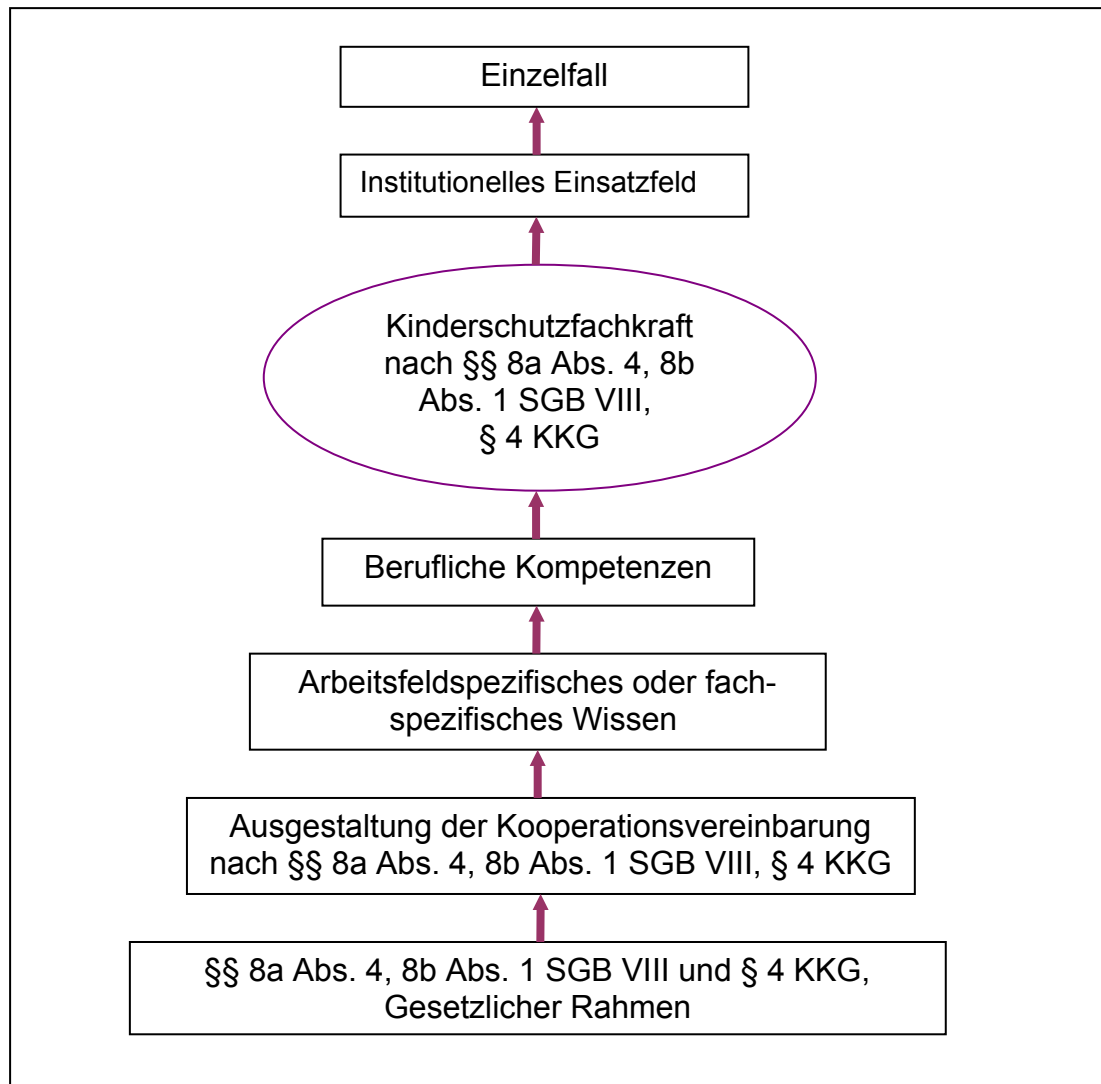 Einzelfall
Institutionelles Einsatzfeld
Kinderschutzfachkraft
nach §§ 8a Abs. 4, 8b
Abs. 1 SGB VIII,
§ 4 KKG
Berufliche Kompetenzen
Arbeitsfeldspezifisches oder fach-
spezifisches Wissen
Ausgestaltung der Kooperationsvereinbarung
nach §§ 8a Abs. 4, 8b Abs. 1 SGB VIII, § 4 KKG
§§ 8a Abs. 4, 8b Abs. 1 SGB VIII und § 4 KKG,
Gesetzlicher Rahmen